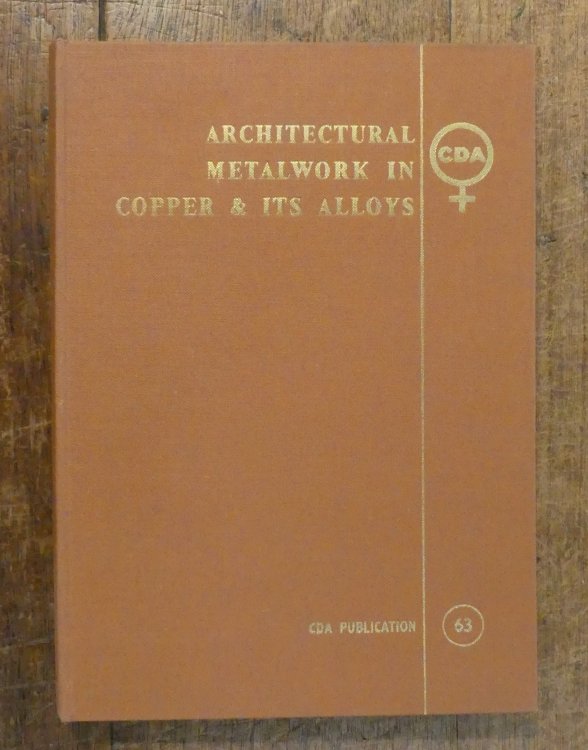 ARCHITECTURAL
METALWORK IN
COPPER & ITS ALLOYS
CDA
CDA PUBLICATION
63